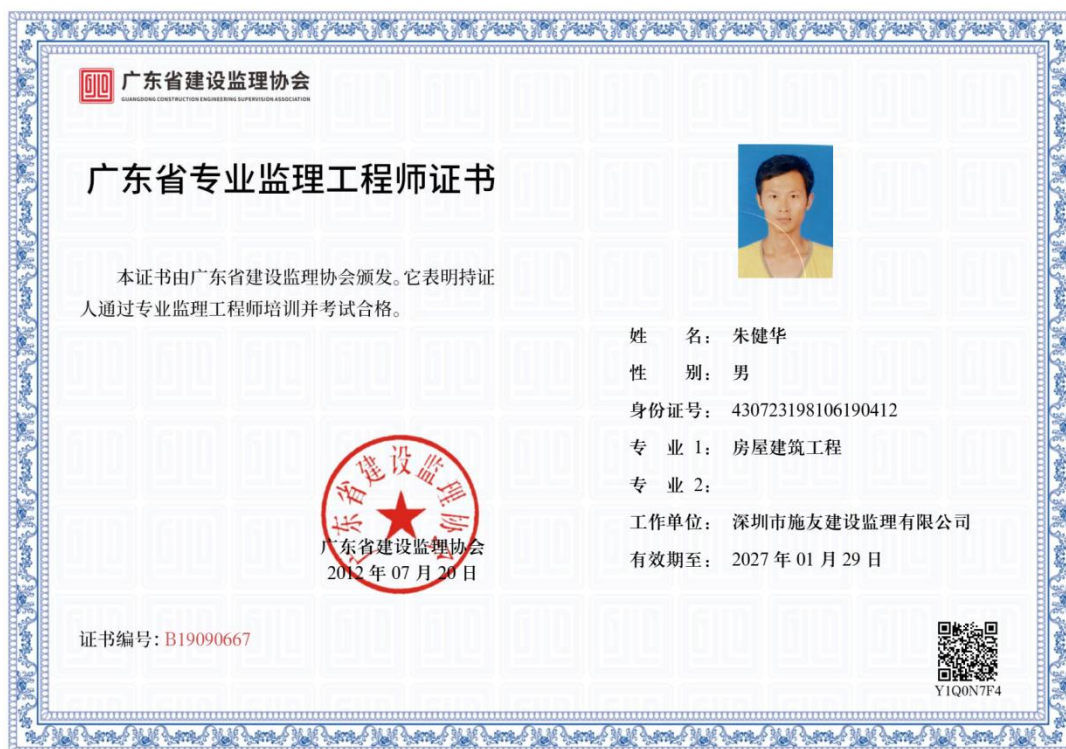 广东省建设监理协会
GUANGDONG CONSTRUCTION ENGINEERING SUPERVISION ASSOCIATION
广东省专业监理工程师证书
本证书由广东省建设监理协会颁发。它表明持证
人通过专业监理工程师培训并考试合格。
姓 名： 朱健华
性 别： 男
身份证号： 430723198106190412
专 业 1： 房屋建筑工程
专 业 2：
工作单位： 深圳市施友建设监理有限公司
有效期至： 2027 年 01 月 29 日
广东省建设监理协会
广东省建设监理协会
2012 年 07 月 20 日
证书编号：B19090667
Y1Q0N7F4